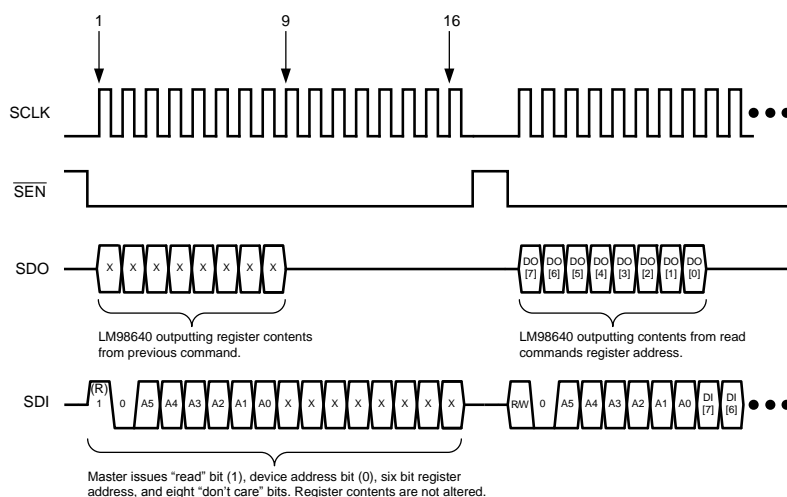 1 9 16
SCLK
SEN
SDO X X X X X X X X DO [7] DO [6] DO [5] DO [4] DO [3] DO [2] DO [1] DO [0]
LM98640 outputting register contents
from previous command.
LM98640 outputting contents from read
commands register address.
SDI (R) 1 0 A5 A4 A3 A2 A1 A0 X X X X X X X X R/W 0 A5 A4 A3 A2 A1 A0 DI [7] DI [6]
Master issues “read” bit (1), device address bit (0), six bit register
address, and eight “don’t care” bits. Register contents are not altered.